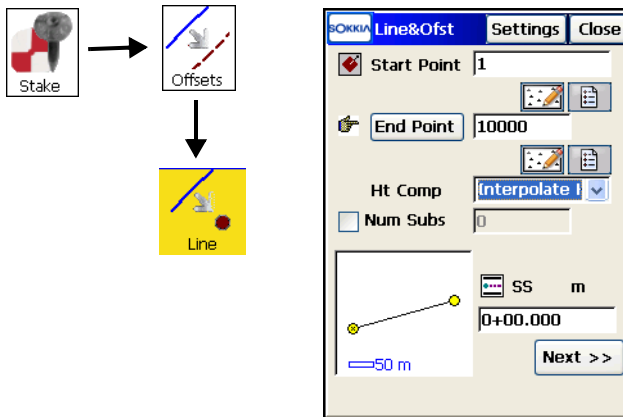 Stake
Offsets
Line
SOKKIA Line&Ofst Settings Close
Start Point 1
End Point 10000
Ht Comp Interpolate
Num Subs 0
SS m
0+00.000
50 m
Next >>